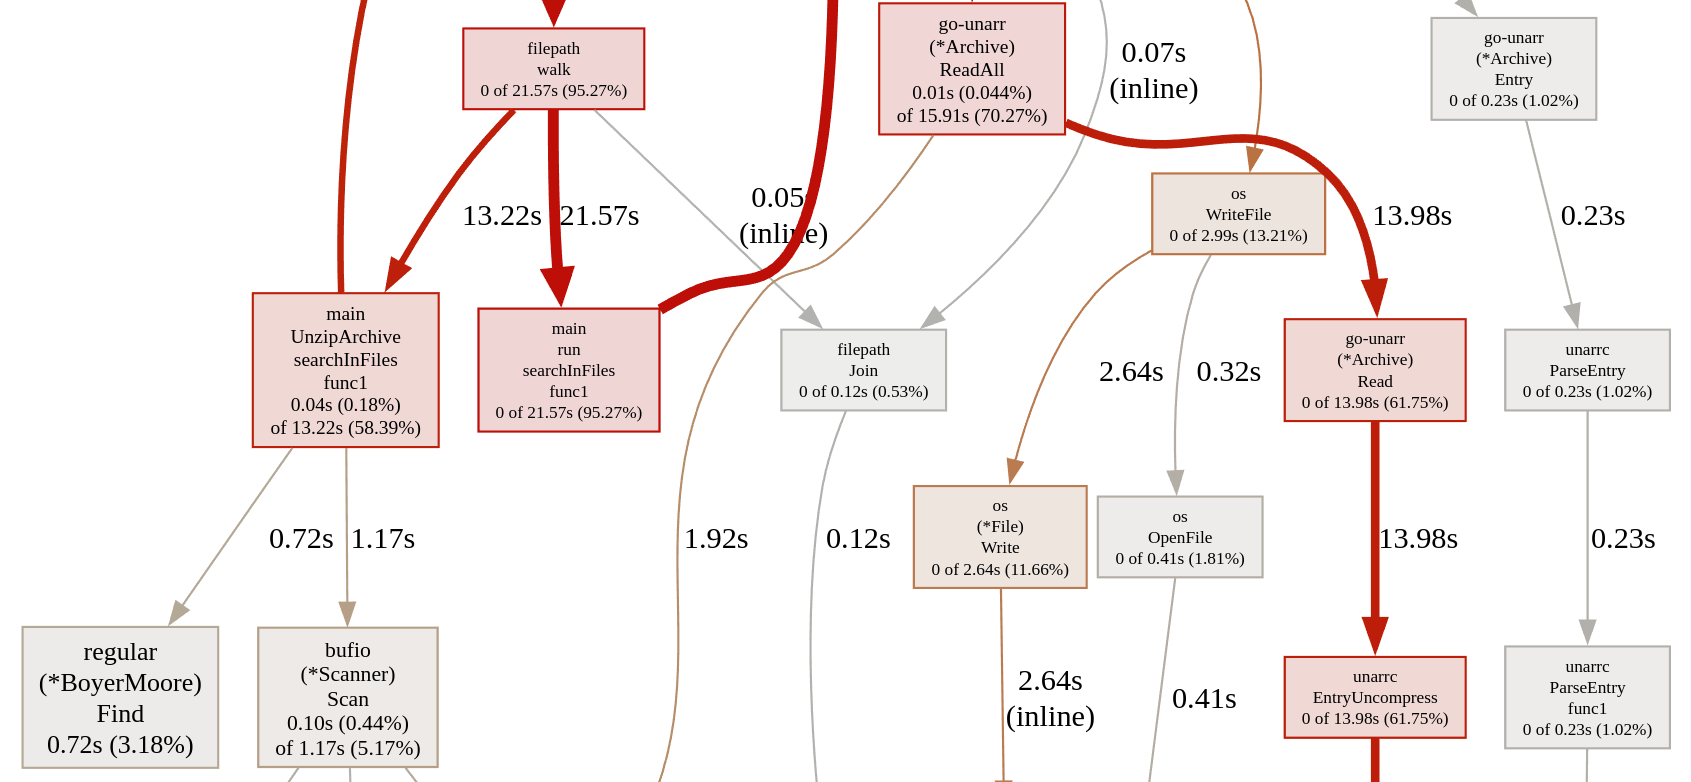 filepath
walk
0 of 21.57s (95.27%)
go-unarr
(*Archive)
ReadAll
0.01s (0.044%)
of 15.91s (70.27%)
0.07s
(inline)
go-unarr
(*Archive)
Entry
0 of 0.23s (1.02%)
13.22s
21.57s
0.05s
(inline)
os
WriteFile
0 of 2.99s (13.21%)
13.98s
0.23s
main
UnzipArchive
searchInFiles
func1
0.04s (0.18%)
of 13.22s (58.39%)
main
run
searchInFiles
func1
0 of 21.57s (95.27%)
filepath
Join
0 of 0.12s (0.53%)
2.64s
0.32s
go-unarr
(*Archive)
Read
0 of 13.98s (61.75%)
unarrc
ParseEntry
0 of 0.23s (1.02%)
0.72s
1.17s
1.92s
0.12s
os
(*File)
Write
0 of 2.64s (11.66%)
os
OpenFile
0 of 0.41s (1.81%)
13.98s
0.23s
regular
(*BoyerMoore)
Find
0.72s (3.18%)
bufio
(*Scanner)
Scan
0.10s (0.44%)
of 1.17s (5.17%)
2.64s
(inline)
0.41s
unarrc
EntryUncompress
0 of 13.98s (61.75%)
unarrc
ParseEntry
func1
0 of 0.23s (1.02%)